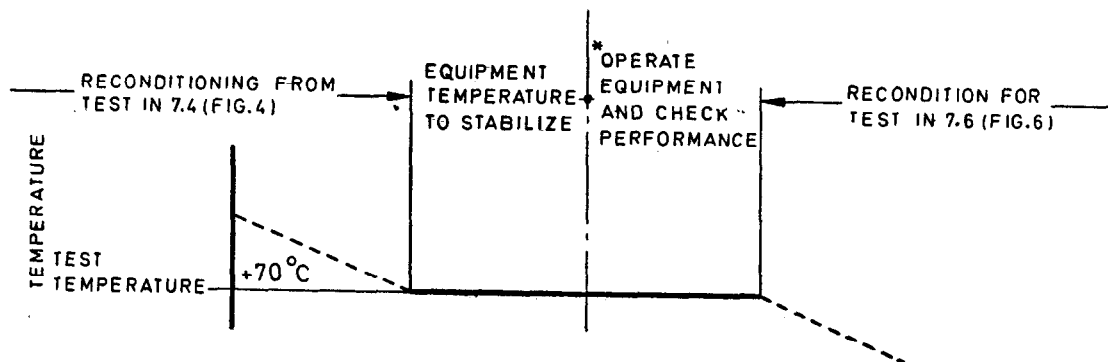 RECONDITIONING FROM
TEST IN 7.4 (FIG.4)
EQUIPMENT
TEMPERATURE
TO STABILIZE
*OPERATE
EQUIPMENT
AND CHECK
PERFORMANCE
RECONDITION FOR
TEST IN 7.6 (FIG.6)
TEMPERATURE
TEST
TEMPERATURE
+70°C